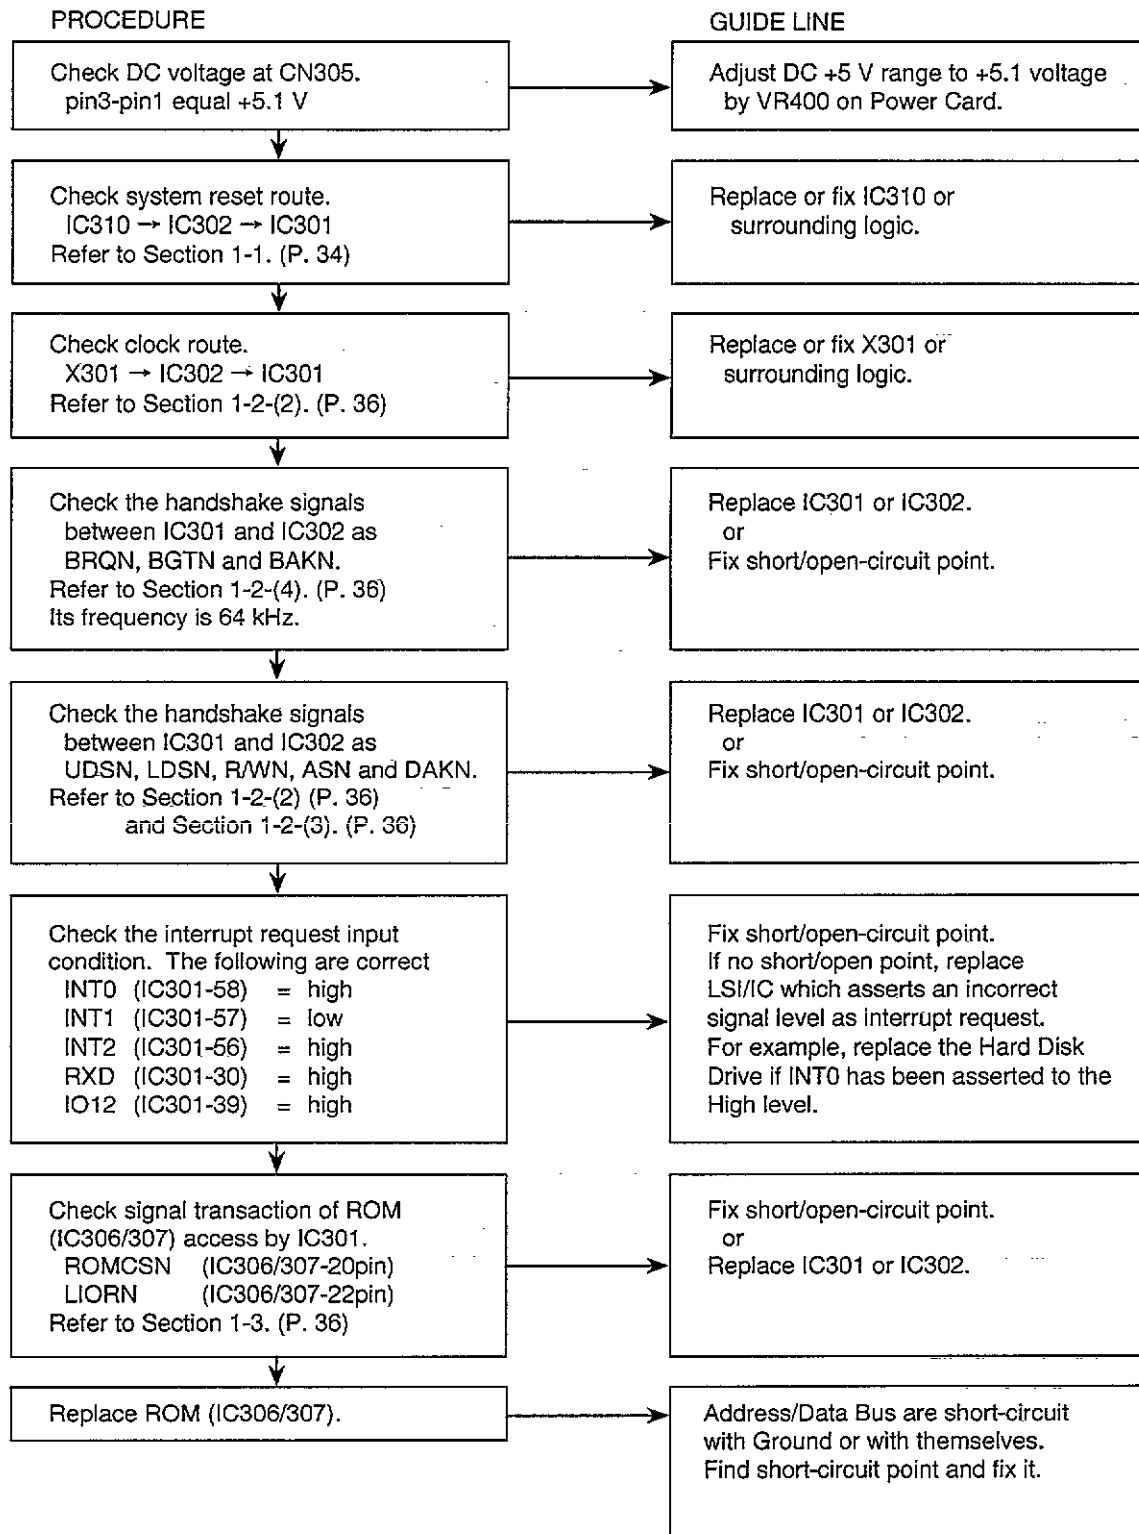 PROCEDURE
GUIDE LINE
Check DC voltage at CN305.
pin3-pin1 equal +5.1 V
Adjust DC +5 V range to +5.1 voltage
by VR400 on Power Card.
Check system reset route.
IC310 → IC302 → IC301
Refer to Section 1-1. (P. 34)
Replace or fix IC310 or
surrounding logic.
Check clock route.
X301 → IC302 → IC301
Refer to Section 1-2-(2). (P. 36)
Replace or fix X301 or
surrounding logic.
Check the handshake signals
between IC301 and IC302 as
BRQN, BGTN and BAKN.
Refer to Section 1-2-(4). (P. 36)
Its frequency is 64 kHz.
Replace IC301 or IC302.
or
Fix short/open-circuit point.
Check the handshake signals
between IC301 and IC302 as
UDSN, LDSN, R/WN, ASN and DAKN.
Refer to Section 1-2-(2) (P. 36)
and Section 1-2-(3). (P. 36)
Replace IC301 or IC302.
or
Fix short/open-circuit point.
Check the interrupt request input
condition. The following are correct
INT0 (IC301-58) = high
INT1 (IC301-57) = low
INT2 (IC301-56) = high
RXD (IC301-30) = high
IO12 (IC301-39) = high
Fix short/open-circuit point.
If no short/open point, replace
LSI/IC which asserts an incorrect
signal level as interrupt request.
For example, replace the Hard Disk
Drive if INT0 has been asserted to the
High level.
Check signal transaction of ROM
(IC306/307) access by IC301.
ROMCSN (IC306/307-20pin)
LIORN (IC306/307-22pin)
Refer to Section 1-3. (P. 36)
Fix short/open-circuit point.
or
Replace IC301 or IC302.
Replace ROM (IC306/307).
Address/Data Bus are short-circuit
with Ground or with themselves.
Find short-circuit point and fix it.